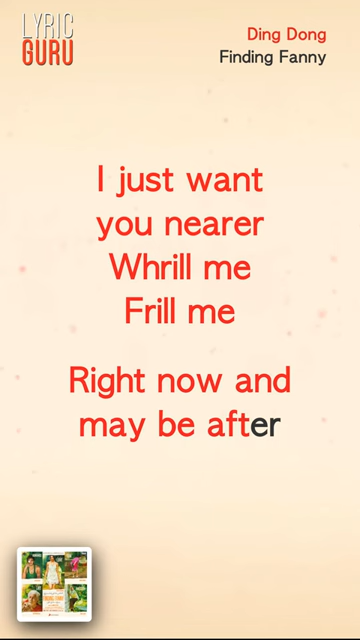 LYRIC
GURU
Ding Dong
Finding Fanny
I just want
you nearer
Whrill me
Frill me
Right now and
may be after